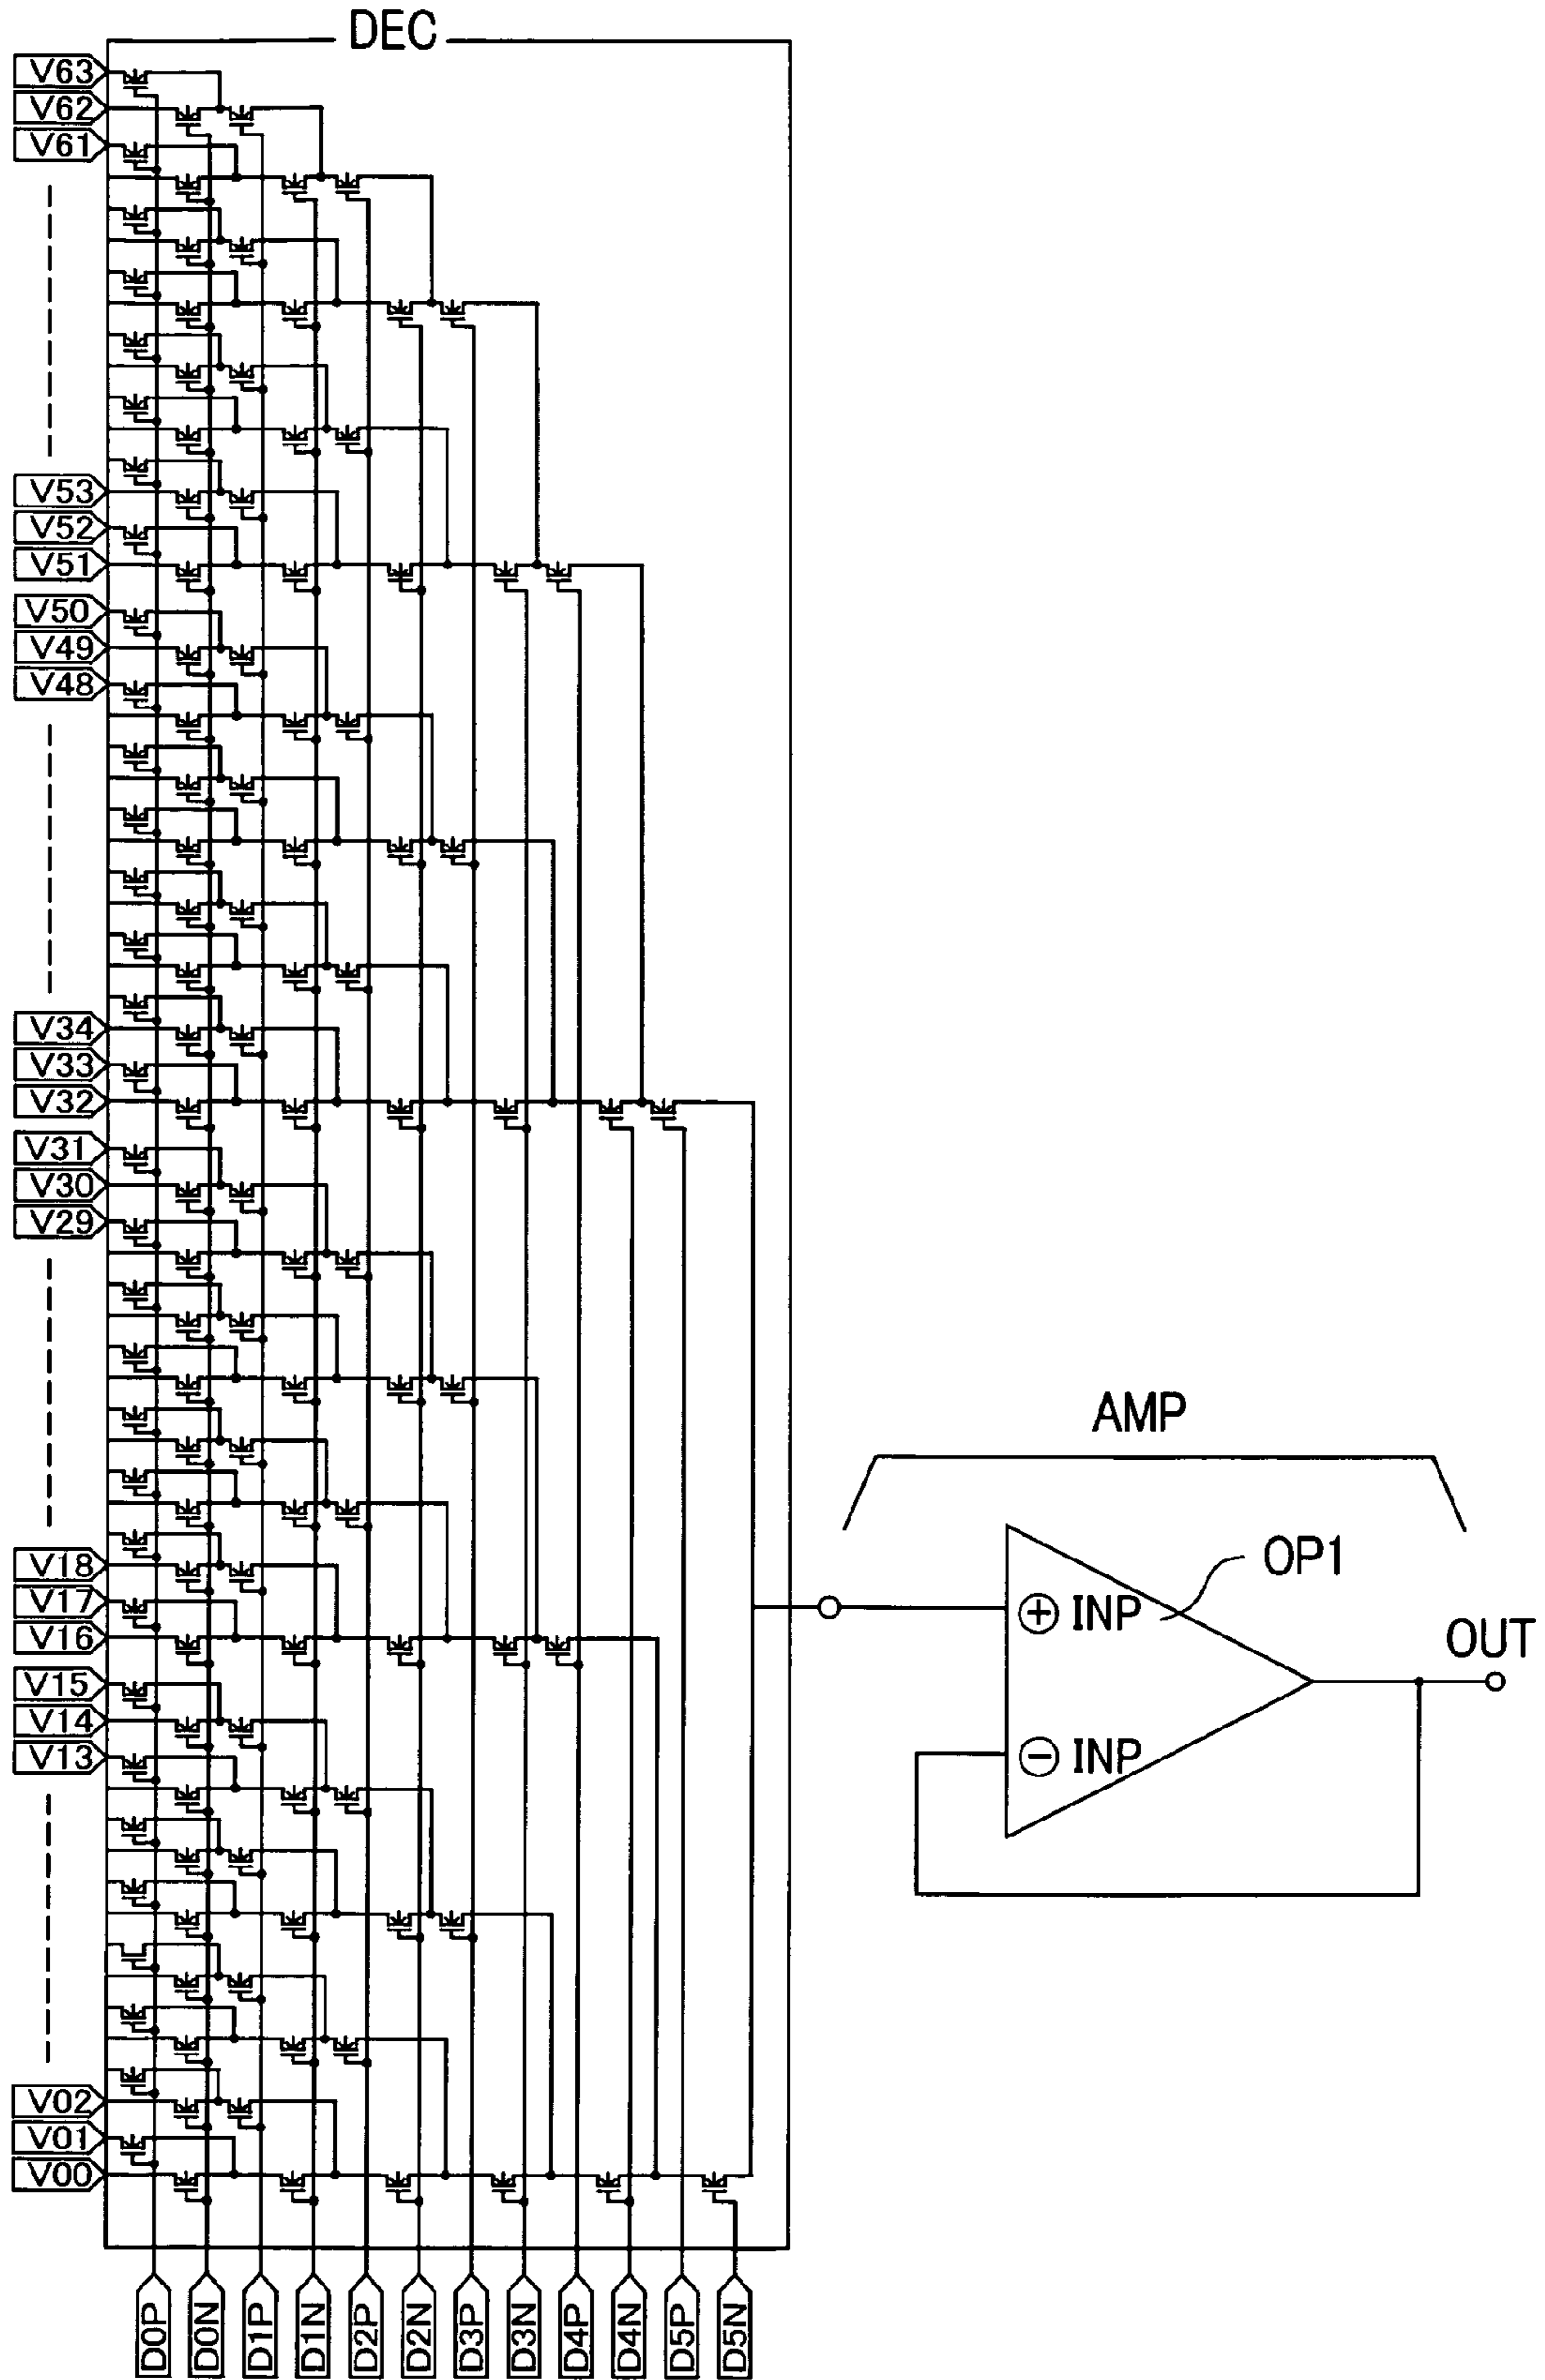 DEC
V63
V62
V61
V53
V52
V51
V50
V49
V48
V34
V33
V32
V31
V30
V29
AMP
OP1
V18
V17
V16
⊕ INP
OUT
V15
V14
V13
⊖ INP
V02
V01
V00
D0P
D0N
D1P
D1N
D2P
D2N
D3P
D3N
D4P
D4N
D5P
D5N